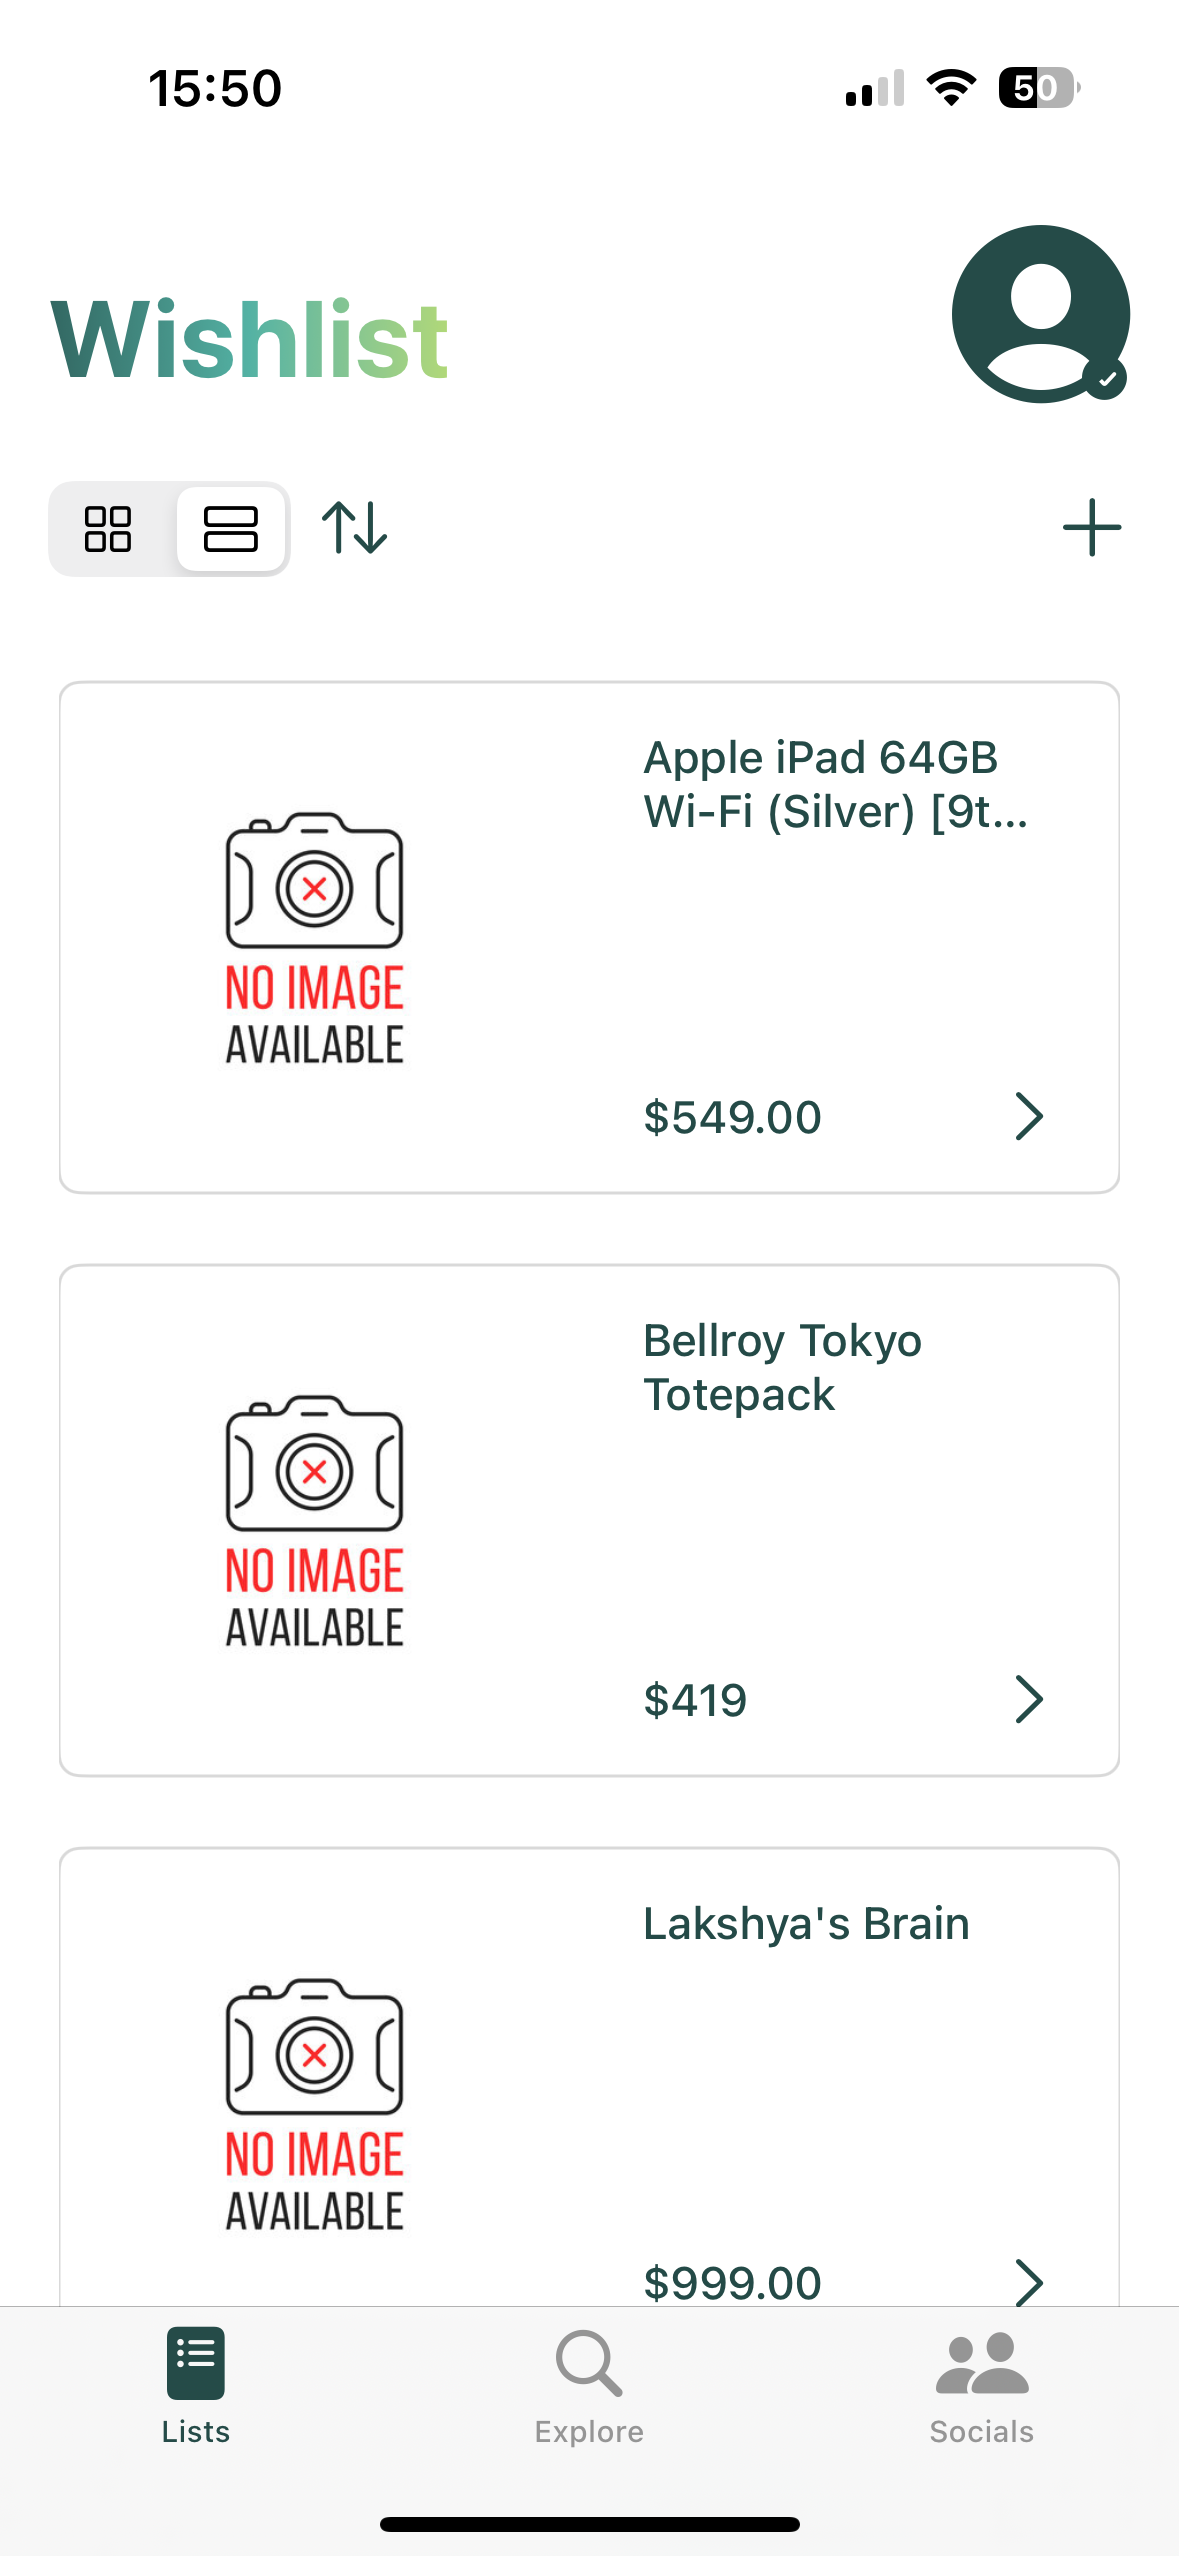 15:50
50
Wishlist
Apple iPad 64GB
Wi-Fi (Silver) [9t...
NO IMAGE
AVAILABLE
$549.00
Bellroy Tokyo
Totepack
NO IMAGE
AVAILABLE
$419
Lakshya's Brain
NO IMAGE
AVAILABLE
$999.00
Lists
Explore
Socials